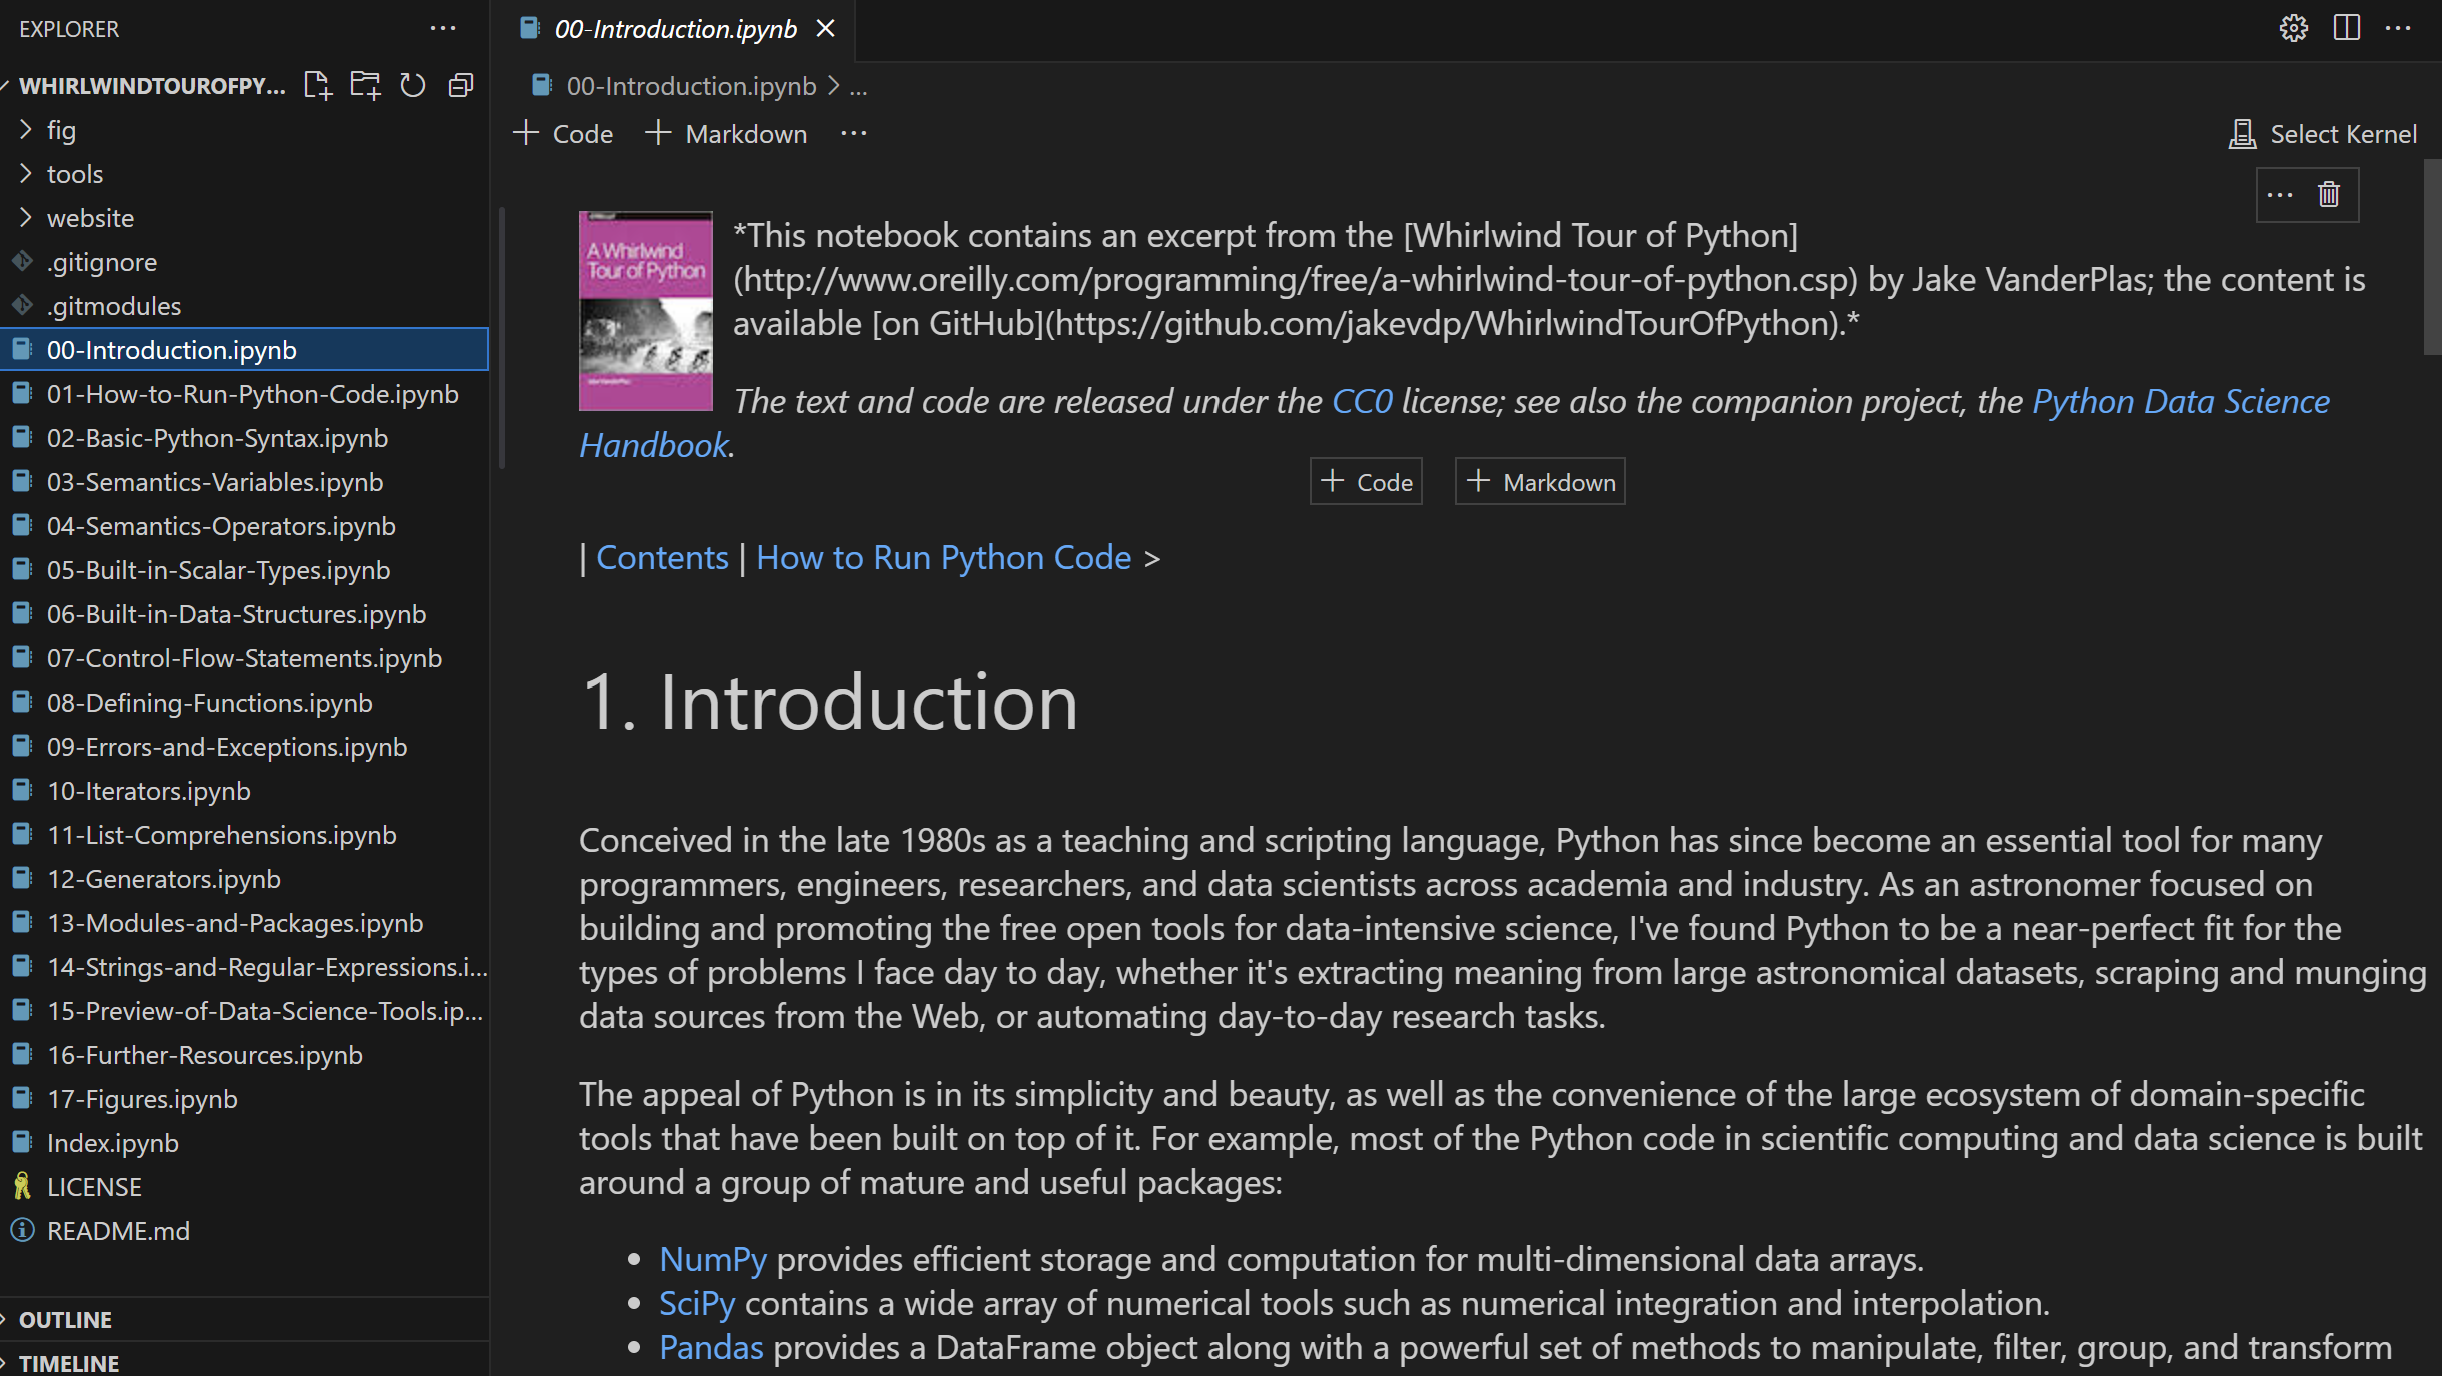 EXPLORER
WHIRLWINDTOUROFPY...
fig
tools
website
.gitignore
.gitmodules
00-Introduction.ipynb
01-How-to-Run-Python-Code.ipynb
02-Basic-Python-Syntax.ipynb
03-Semantics-Variables.ipynb
04-Semantics-Operators.ipynb
05-Built-in-Scalar-Types.ipynb
06-Built-in-Data-Structures.ipynb
07-Control-Flow-Statements.ipynb
08-Defining-Functions.ipynb
09-Errors-and-Exceptions.ipynb
10-Iterators.ipynb
11-List-Comprehensions.ipynb
12-Generators.ipynb
13-Modules-and-Packages.ipynb
14-Strings-and-Regular-Expressions.i...
15-Preview-of-Data-Science-Tools.ip...
16-Further-Resources.ipynb
17-Figures.ipynb
Index.ipynb
LICENSE
README.md
OUTLINE
TIMELINE
00-Introduction.ipynb
00-Introduction.ipynb > ...
+ Code + Markdown ...
Select Kernel
A Whirlwind
Tour of Python
*This notebook contains an excerpt from the [Whirlwind Tour of Python]
(http://www.oreilly.com/programming/free/a-whirlwind-tour-of-python.csp) by Jake VanderPlas; the content is
available [on GitHub](https://github.com/jakevdp/WhirlwindTourOfPython).*
The text and code are released under the CC0 license; see also the companion project, the Python Data Science
Handbook.
+ Code + Markdown
| Contents | How to Run Python Code >
1. Introduction
Conceived in the late 1980s as a teaching and scripting language, Python has since become an essential tool for many
programmers, engineers, researchers, and data scientists across academia and industry. As an astronomer focused on
building and promoting the free open tools for data-intensive science, I've found Python to be a near-perfect fit for the
types of problems I face day to day, whether it's extracting meaning from large astronomical datasets, scraping and munging
data sources from the Web, or automating day-to-day research tasks.
The appeal of Python is in its simplicity and beauty, as well as the convenience of the large ecosystem of domain-specific
tools that have been built on top of it. For example, most of the Python code in scientific computing and data science is built
around a group of mature and useful packages:
• NumPy provides efficient storage and computation for multi-dimensional data arrays.
• SciPy contains a wide array of numerical tools such as numerical integration and interpolation.
• Pandas provides a DataFrame object along with a powerful set of methods to manipulate, filter, group, and transform